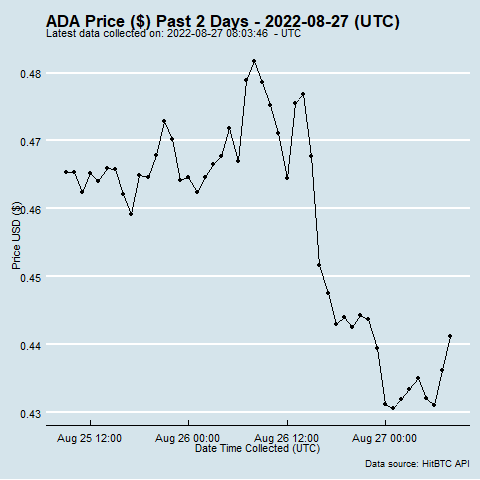 ADA Price ($) Past 2 Days - 2022-08-27 (UTC)
Latest data collected on: 2022-08-27 08:03:46 - UTC
Price USD ($)
0.48
0.47
0.46
0.45
0.44
0.43
Aug 25 12:00 Aug 26 00:00 Aug 26 12:00 Aug 27 00:00
Date Time Collected (UTC)
Data source: HitBTC API